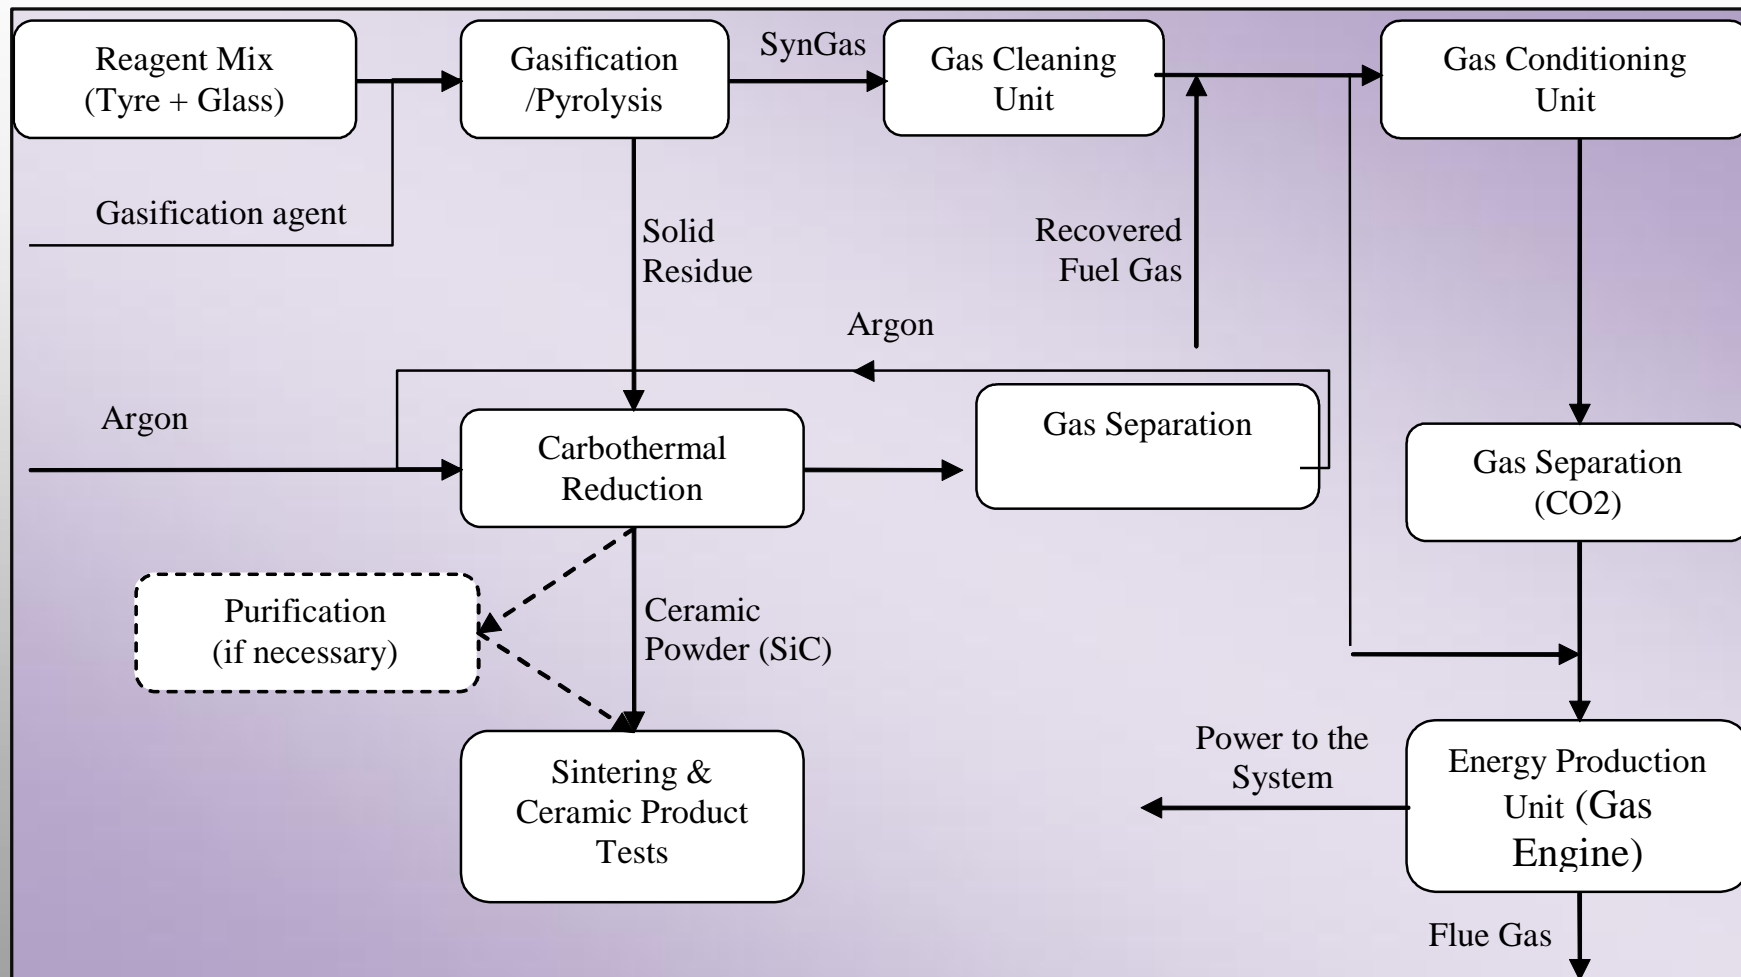 Reagent Mix
(Tyre + Glass)
Gasification
/Pyrolysis
SynGas
Gas Cleaning
Unit
Gas Conditioning
Unit
Gasification agent
Solid
Residue
Recovered
Fuel Gas
Argon
Argon
Carbothermal
Reduction
Gas Separation
Gas Separation
(CO2)
Purification
(if necessary)
Ceramic
Powder (SiC)
Sintering &
Ceramic Product
Tests
Power to the
System
Energy Production
Unit (Gas
Engine)
Flue Gas